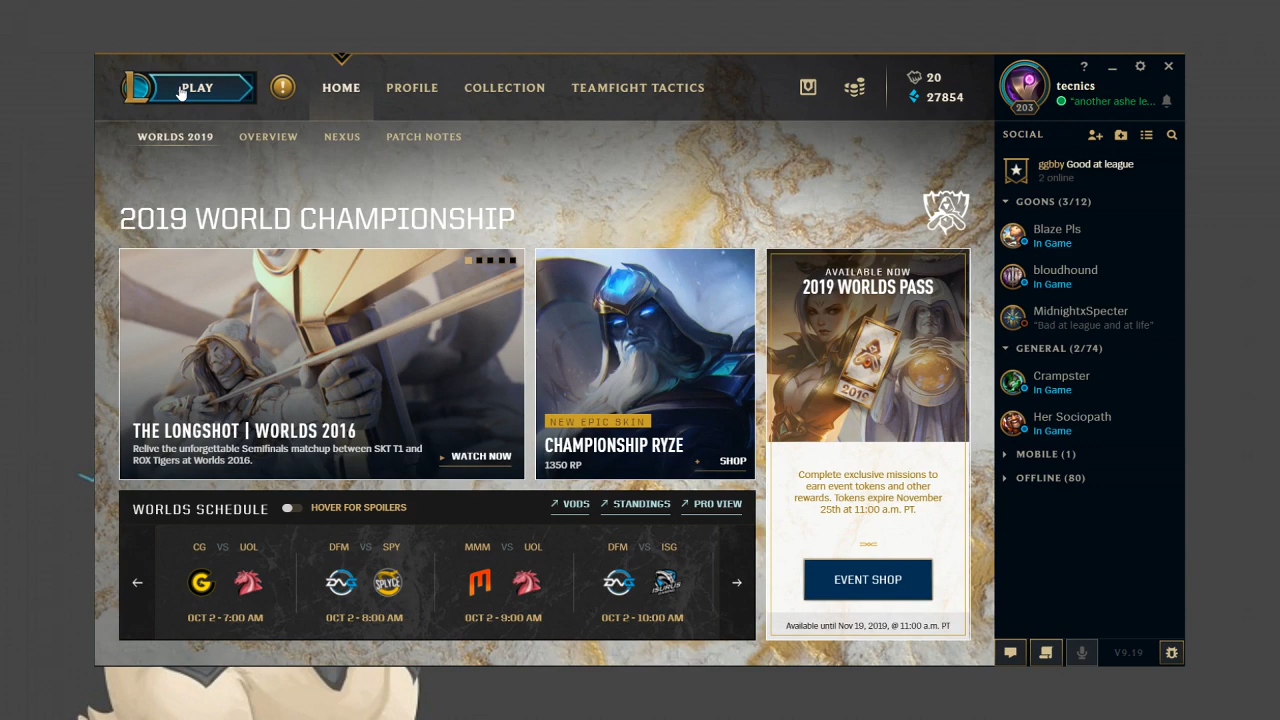 PLAY
HOME
PROFILE
COLLECTION
TEAMFIGHT TACTICS
20
27854
203
tecnics
"another ashe le...
WORLDS 2019
OVERVIEW
NEXUS
PATCH NOTES
SOCIAL
ggbby Good at league
2 online
GOONS (3/12)
Blaze Pls
In Game
bloudhound
In Game
MidnightxSpecter
"Bad at league and at life"
GENERAL (2/74)
Crampster
In Game
Her Sociopath
In Game
MOBILE (1)
OFFLINE (80)
V9.19
2019 WORLD CHAMPIONSHIP
THE LONGSHOT | WORLDS 2016
Relive the unforgettable Semifinals matchup between SKT T1 and
ROX Tigers at Worlds 2016.
WATCH NOW
NEW EPIC SKIN
CHAMPIONSHIP RYZE
1350 RP
SHOP
AVAILABLE NOW
2019 WORLDS PASS
2019
Complete exclusive missions to
earn event tokens and other
rewards. Tokens expire November
25th at 11:00 a.m. PT.
EVENT SHOP
Available until Nov 19, 2019, @ 11:00 a.m. PT
WORLDS SCHEDULE
HOVER FOR SPOILERS
VODS
STANDINGS
PRO VIEW
CG VS UOL
DFM VS SPY
MMM VS UOL
DFM VS ISG
SPLYCE
ISURUS
OCT 2 - 7:00 AM
OCT 2 - 8:00 AM
OCT 2 - 9:00 AM
OCT 2 - 10:00 AM